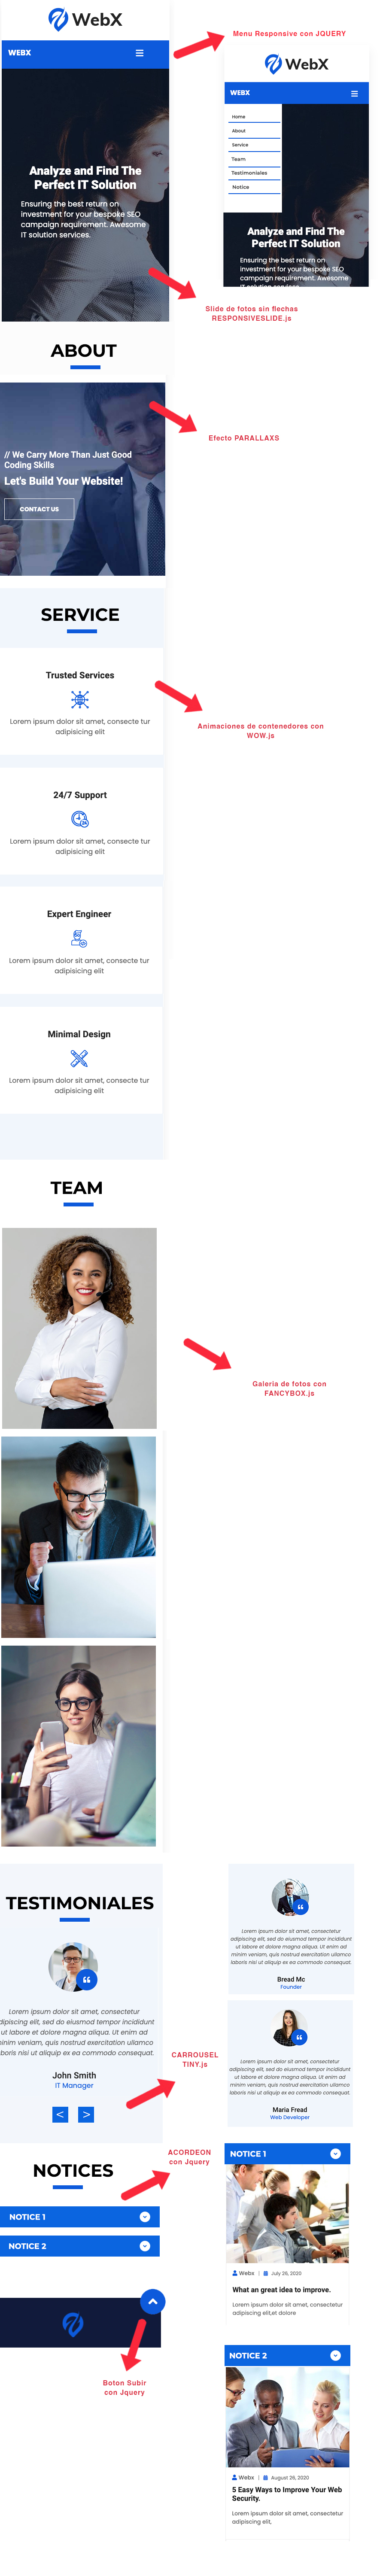 WebX
Menu Responsive con JQUERY
WEBX
Analyze and Find The
Perfect IT Solution
Ensuring the best return on
investment for your bespoke SEO
campaign requirement. Awesome
IT solution services.
WebX
WEBX
Home
About
Service
Team
Testimoniales
Notice
Analyze and Find The
Perfect IT Solution
Ensuring the best return on
investment for your bespoke SEO
campaign requirement. Awesome
IT solution services.
Slide de fotos sin flechas
RESPONSIVESLIDE.js
ABOUT
Efecto PARALLAXS
// We Carry More Than Just Good
Coding Skills
Let's Build Your Website!
CONTACT US
SERVICE
Trusted Services
Lorem ipsum dolor sit amet, consecte tur
adipisicing elit
Animaciones de contenedores con
WOW.js
24/7 Support
Lorem ipsum dolor sit amet, consecte tur
adipisicing elit
Expert Engineer
Lorem ipsum dolor sit amet, consecte tur
adipisicing elit
Minimal Design
Lorem ipsum dolor sit amet, consecte tur
adipisicing elit
TEAM
Galeria de fotos con
FANCYBOX.js
TESTIMONIALES
Lorem ipsum dolor sit amet, consectetur
adipiscing elit, sed do eiusmod tempor incididunt
ut labore et dolore magna aliqua. Ut enim ad
minim veniam, quis nostrud exercitation ullamco
laboris nisi ut aliquip ex ea commodo consequat.
John Smith
IT Manager
< >
CARROUSEL
TINY.js
Lorem ipsum dolor sit amet, consectetur
adipiscing elit, sed do eiusmod tempor incididunt
ut labore et dolore magna aliqua. Ut enim ad
minim veniam, quis nostrud exercitation ullamco
laboris nisi ut aliquip ex ea commodo consequat.
Bread Mc
Founder
Lorem ipsum dolor sit amet, consectetur
adipiscing elit, sed do eiusmod tempor incididunt
ut labore et dolore magna aliqua. Ut enim ad
minim veniam, quis nostrud exercitation ullamco
laboris nisi ut aliquip ex ea commodo consequat.
Maria Fread
Web Developer
NOTICES
ACORDEON
con Jquery
NOTICE 1
NOTICE 2
Boton Subir
con Jquery
NOTICE 1
Webx | July 26, 2020
What an great idea to improve.
Lorem ipsum dolor sit amet, consectetur
adipiscing elit,et dolore
NOTICE 2
Webx | August 26, 2020
5 Easy Ways to Improve Your Web
Security.
Lorem ipsum dolor sit amet, consectetur
adipiscing elit,